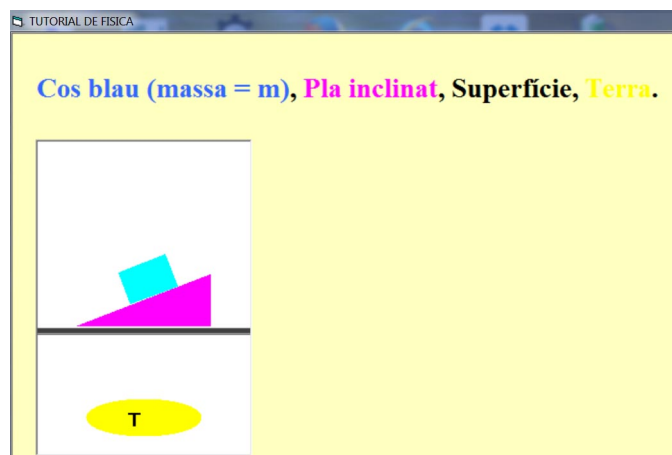 TUTORIAL DE FISICA
Cos blau (massa = m), Pla inclinat, Superfície, Terra.
T